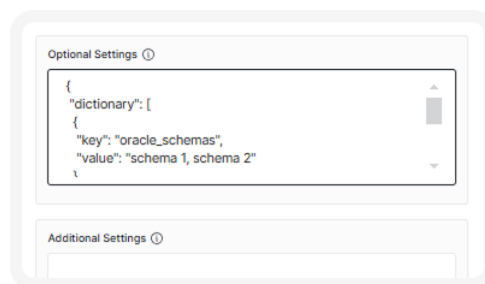 Optional Settings ⓘ
{
"dictionary": [
{
"key": "oracle_schemas",
"value": "schema 1, schema 2"
}
Additional Settings ⓘ